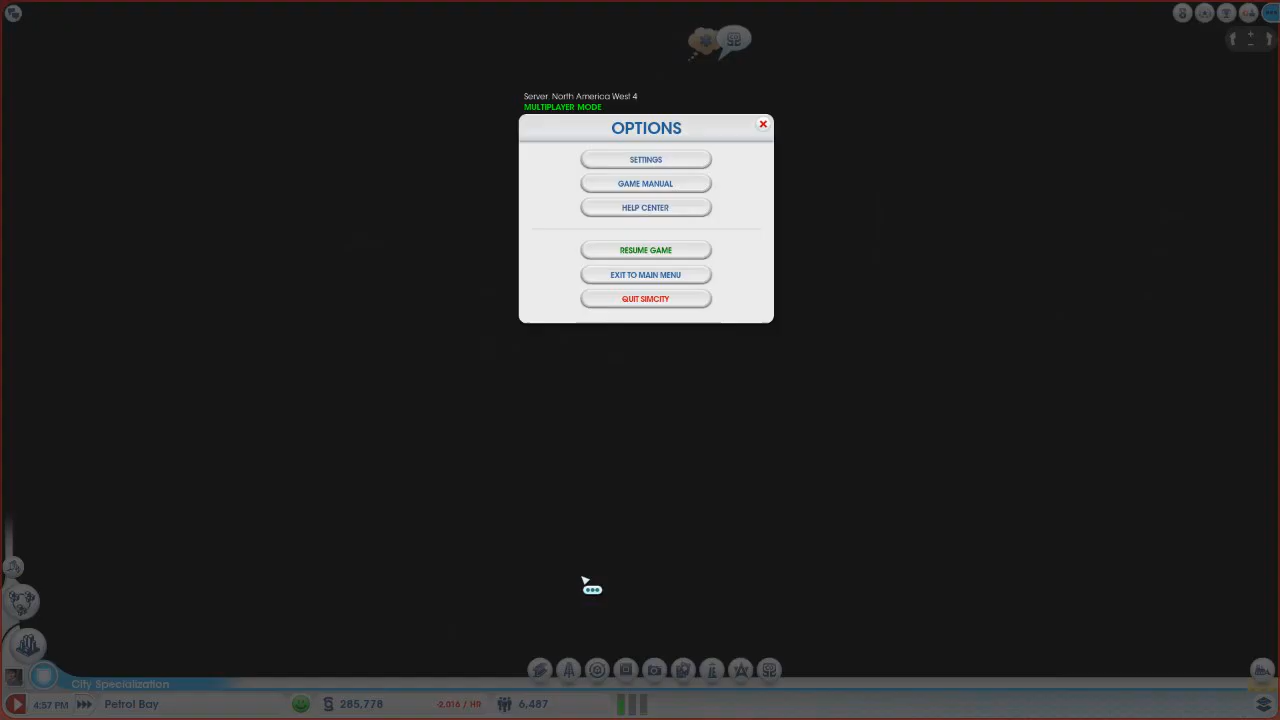 Server North America West 4
MULTIPLAYER MODE
OPTIONS
SETTINGS
GAME MANUAL
HELP CENTER
RESUME GAME
EXIT TO MAIN MENU
QUIT SIMCITY
City Specialization
4:57 PM
Petrol Bay
285,778
-2,016 / HR
6,487